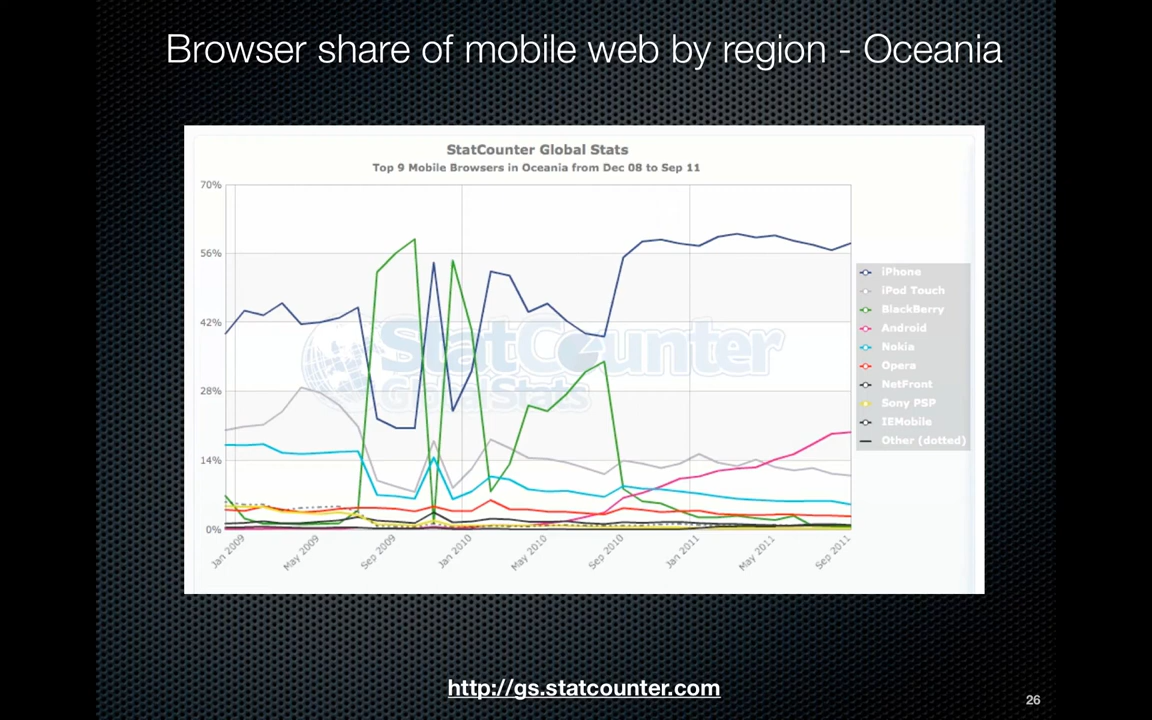 Browser share of mobile web by region - Oceania
StatCounter Global Stats
Top 9 Mobile Browsers in Oceania from Dec 08 to Sep 11
70%
56%
42%
28%
14%
0%
StatCounter
GlobalStats
iPhone
iPod Touch
BlackBerry
Android
Nokia
Opera
NetFront
Sony PSP
IEMobile
Other (dotted)
Jan 2009
May 2009
Sep 2009
Jan 2010
May 2010
Sep 2010
Jan 2011
May 2011
Sep 2011
http://gs.statcounter.com
26